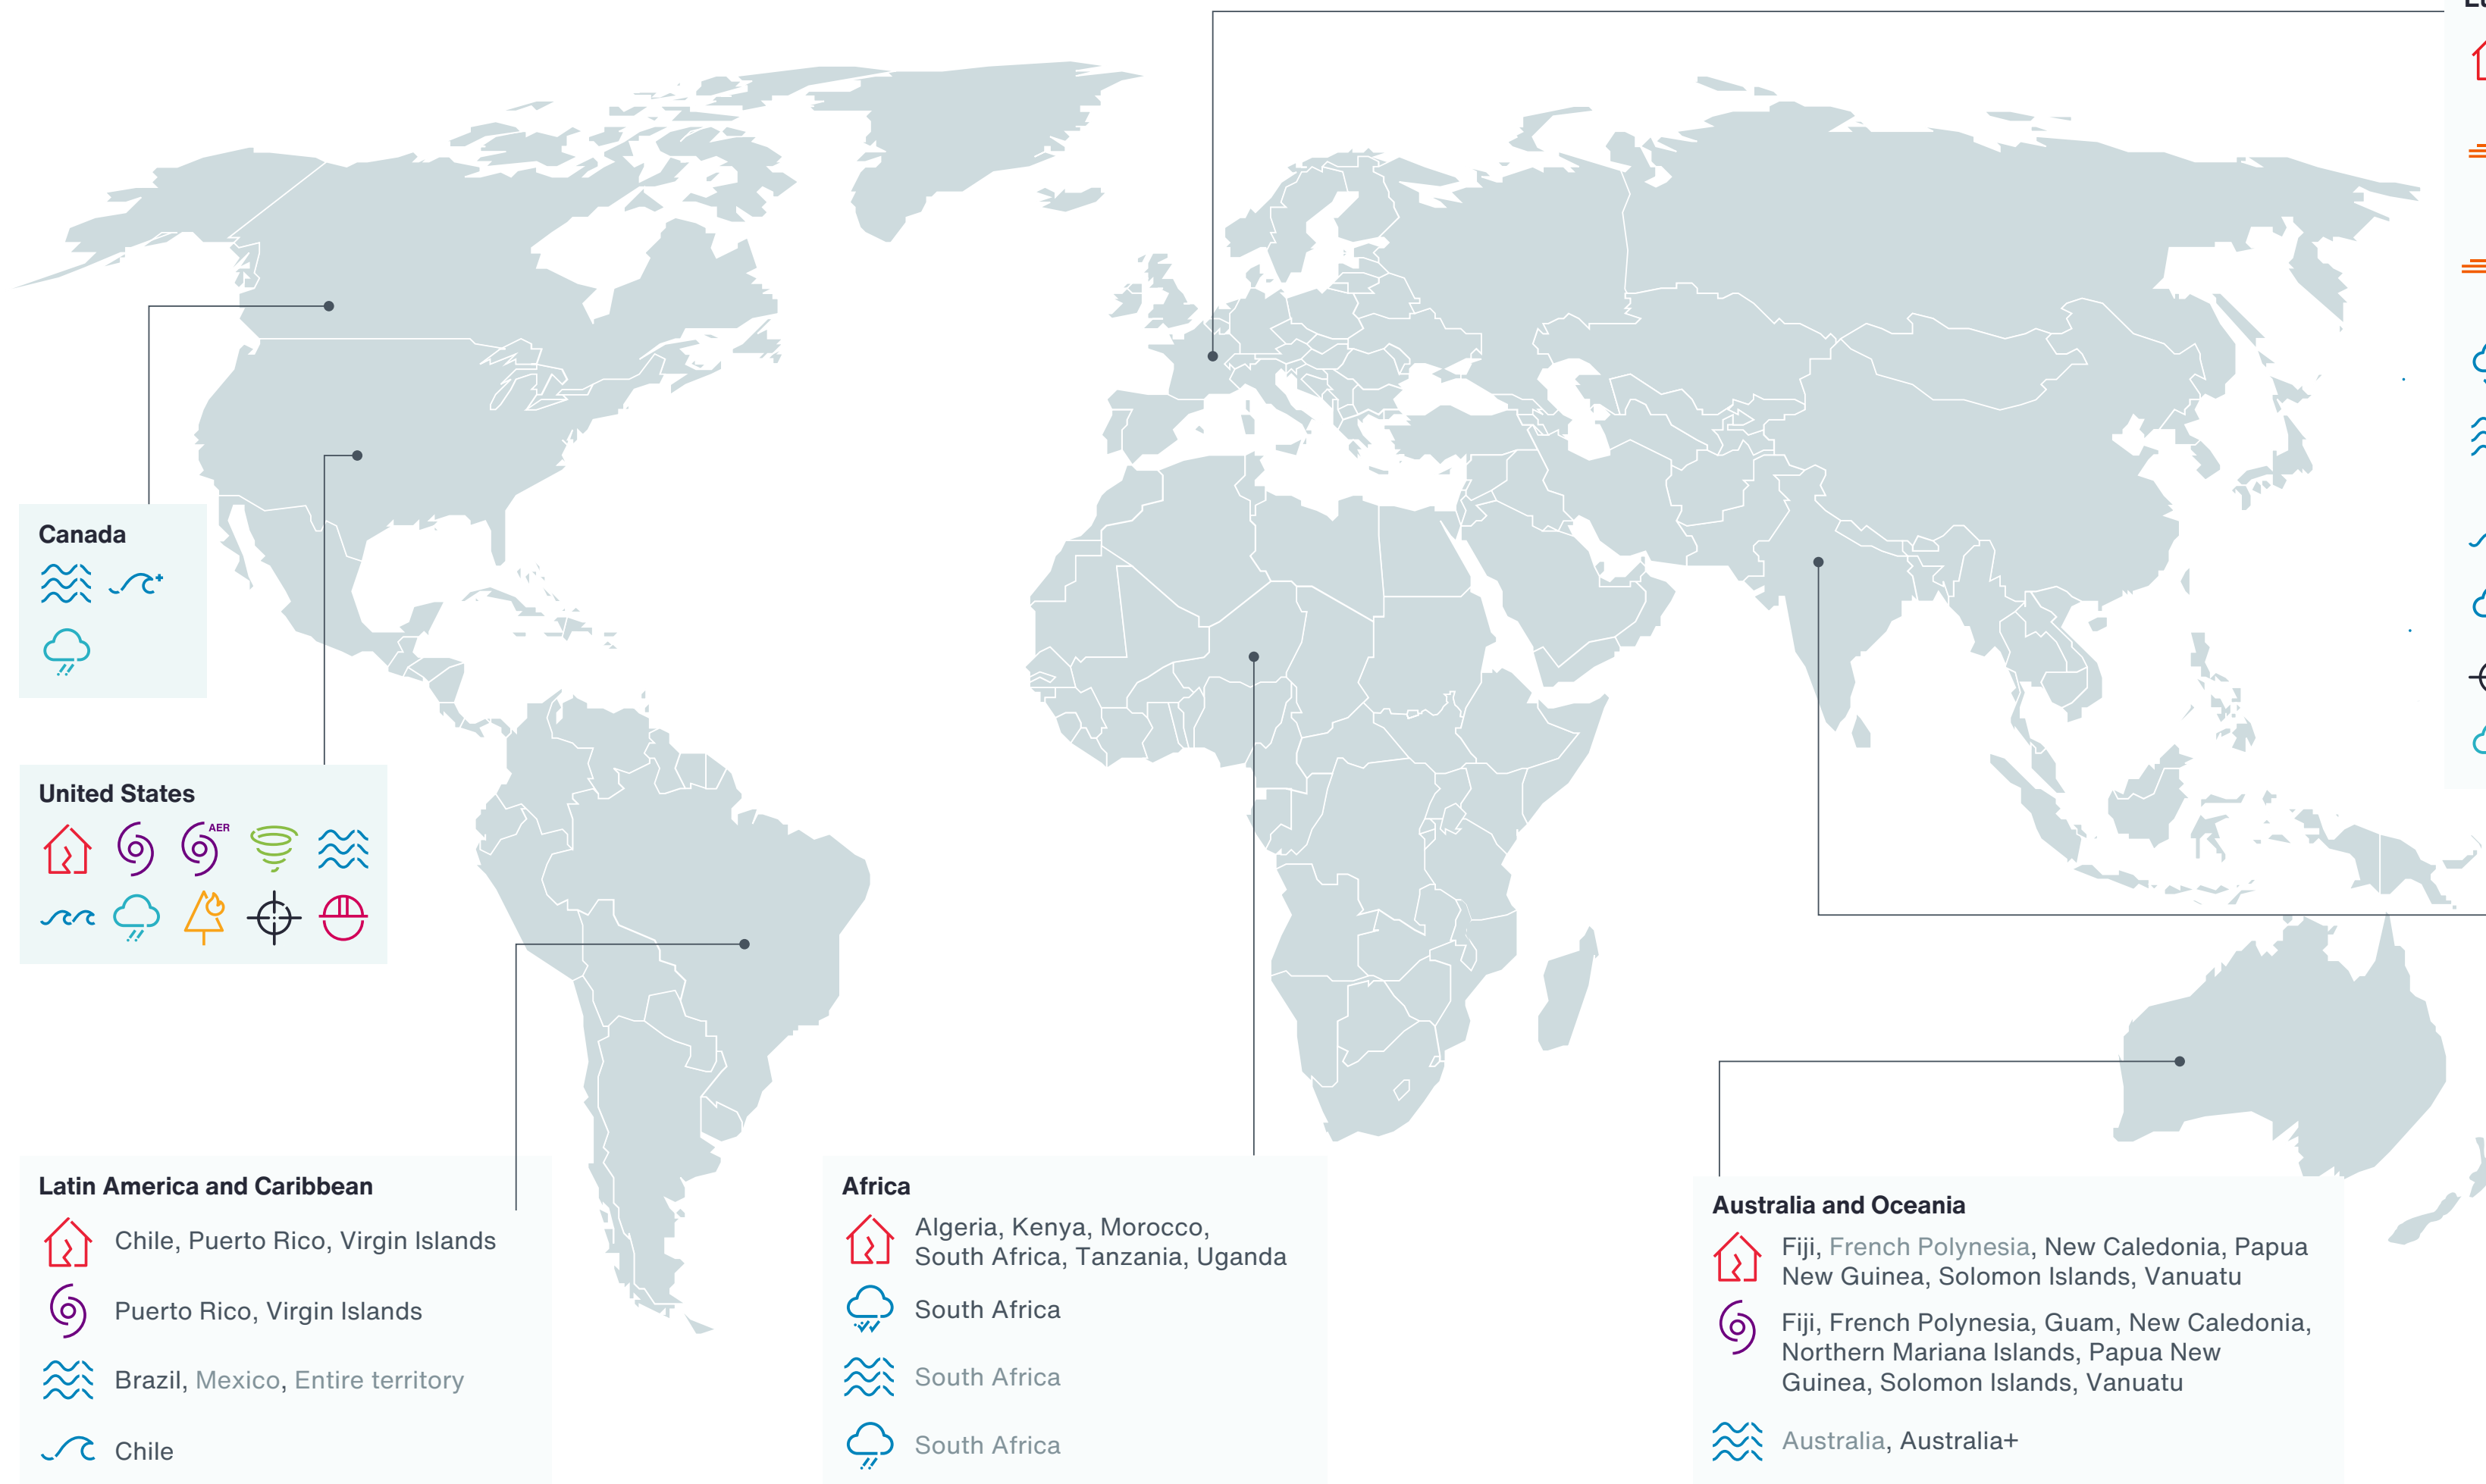 Canada
United States
AER
Latin America and Caribbean
Chile, Puerto Rico, Virgin Islands
Puerto Rico, Virgin Islands
Brazil, Mexico, Entire territory
Chile
Africa
Algeria, Kenya, Morocco,
South Africa, Tanzania, Uganda
South Africa
South Africa
South Africa
Australia and Oceania
Fiji, French Polynesia, New Caledonia, Papua
New Guinea, Solomon Islands, Vanuatu
Fiji, French Polynesia, Guam, New Caledonia,
Northern Mariana Islands, Papua New
Guinea, Solomon Islands, Vanuatu
Australia, Australia+